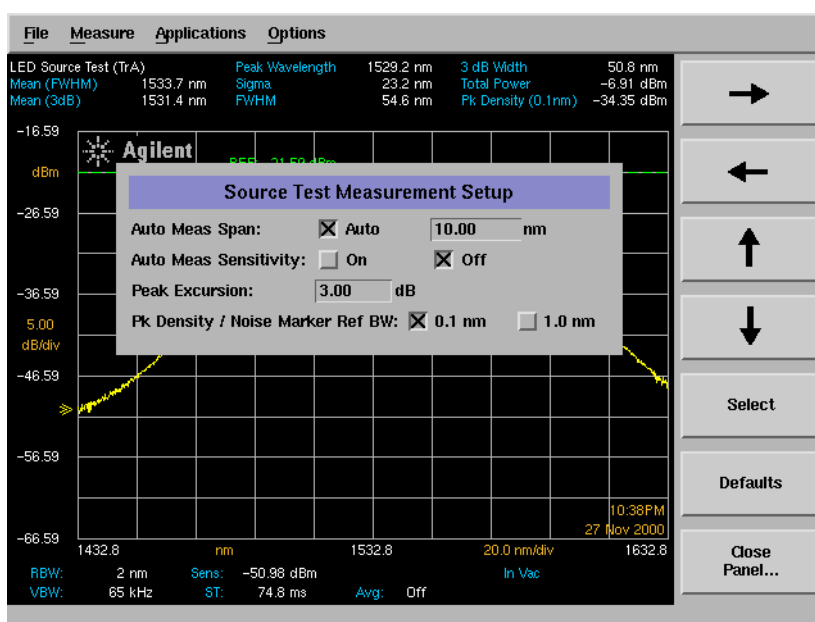 File Measure Applications Options
LED Source Test (TrA) Peak Wavelength 1529.2 nm 3 dB Width 50.8 nm
Mean (FWHM) 1533.7 nm Sigma 23.2 nm Total Power −6.91 dBm
Mean (3dB) 1531.4 nm FWHM 54.6 nm Pk Density (0.1nm) −34.35 dBm
−16.59
Agilent
REF: −21.59 dBm
dBm
Source Test Measurement Setup
−26.59
Auto Meas Span: Auto 10.00 nm
Auto Meas Sensitivity: On Off
−36.59
Peak Excursion: 3.00 dB
5.00
Pk Density / Noise Marker Ref BW: 0.1 nm 1.0 nm
dB/div
−46.59
Select
−56.59
Defaults
10:38PM
27 Nov 2000
−66.59
1432.8 nm 1532.8 20.0 nm/div 1632.8
Close
Panel...
RBW: 2 nm Sens: −50.98 dBm In Vac
VBW: 65 kHz ST: 74.8 ms Avg: Off